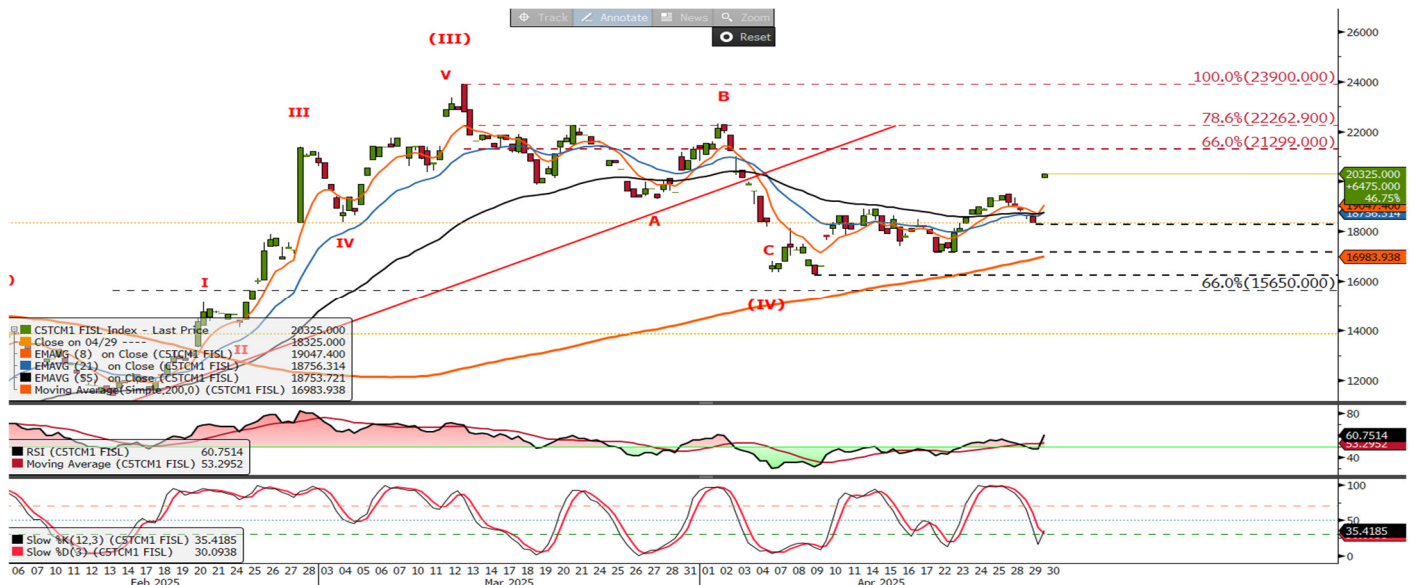 Track Annotate News Zoom
Reset
(III)
V
III
B
I
IV
II
A
C
(IV)
)
100.0%(23900.000)
78.6%(22262.900)
66.0%(21299.000)
66.0%(15650.000)
26000
24000
22000
20325.000
+6475.000
46.75%
19047.400
18756.314
18000
16983.938
16000
14000
12000
C5TCM1 FISL Index - Last Price 20325.000
Close on 04/29 ---- 18325.000
EMAVG (8) on Close (C5TCM1 FISL) 19047.400
EMAVG (21) on Close (C5TCM1 FISL) 18756.314
EMAVG (55) on Close (C5TCM1 FISL) 18753.721
Moving Average(Simple,200,0) (C5TCM1 FISL) 16983.938
80
60.7514
53.2952
40
RSI (C5TCM1 FISL) 60.7514
Moving Average (C5TCM1 FISL) 53.2952
100
50
35.4185
0
Slow %K(12,3) (C5TCM1 FISL) 35.4185
Slow %D(3) (C5TCM1 FISL) 30.0938
06 07 10 11 12 13 14 17 18 19 20 21 24 25 26 27 28 03 04 05 06 07 10 11 12 13 14 17 18 19 20 21 24 25 26 27 28 31 01 02 03 04 07 08 09 10 11 14 15 16 17 22 23 24 25 28 29 30
Feb 2025 Mar 2025 Apr 2025